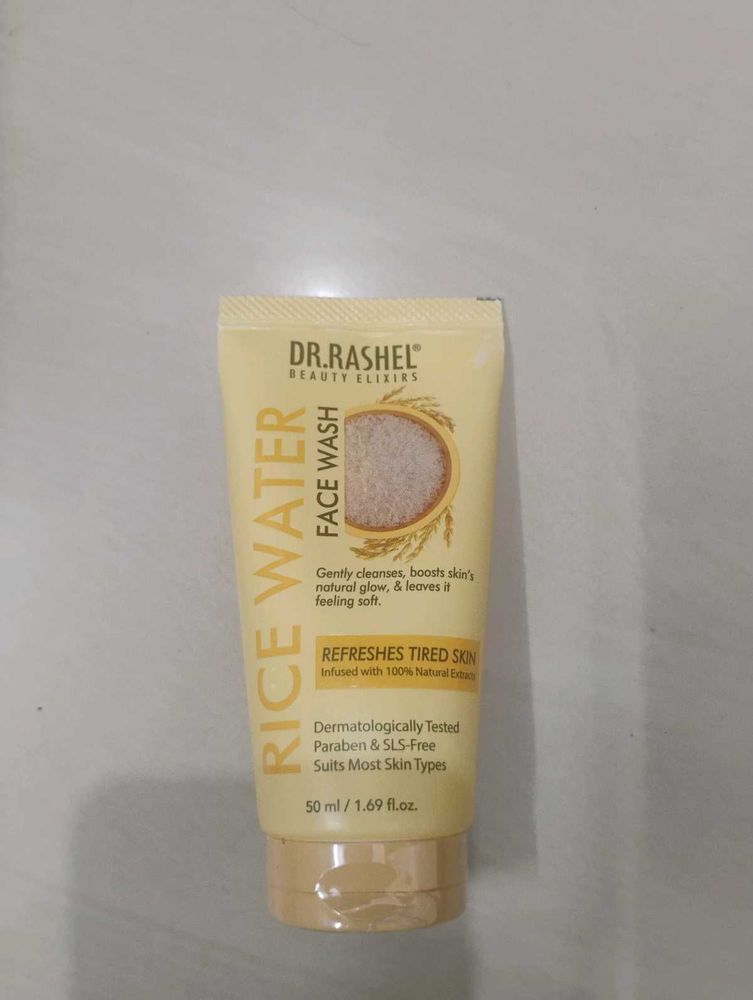 DR.RASHEL®
BEAUTY ELIXIRS
RICE WATER
FACE WASH
Gently cleanses, boosts skin's
natural glow, & leaves it
feeling soft.
REFRESHES TIRED SKIN
Infused with 100% Natural Extracts
Dermatologically Tested
Paraben & SLS-Free
Suits Most Skin Types
50 ml / 1.69 fl.oz.